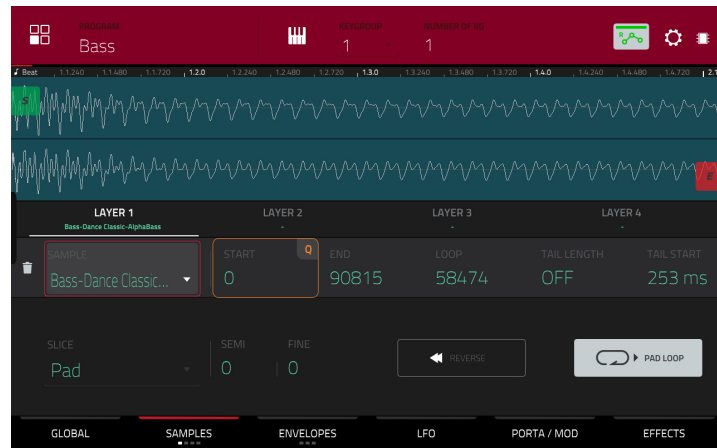 PROGRAM
Bass
KEYGROUP
1
NUMBER OF KG
1
Beat 1.1.240 1.1.480 1.1.720 1.2.0 1.2.240 1.2.480 1.2.720 1.3.0 1.3.240 1.3.480 1.3.720 1.4.0 1.4.240 1.4.480 1.4.720 2.1
S
E
LAYER 1 LAYER 2 LAYER 3 LAYER 4
Bass-Dance Classic-AlphaBass - - -
SAMPLE START Q END LOOP TAIL LENGTH TAIL START
Bass-Dance Classic... 0 90815 58474 OFF 253 ms
SLICE SEMI FINE
Pad 0 0
REVERSE PAD LOOP
GLOBAL SAMPLES ENVELOPES LFO PORTA / MOD EFFECTS